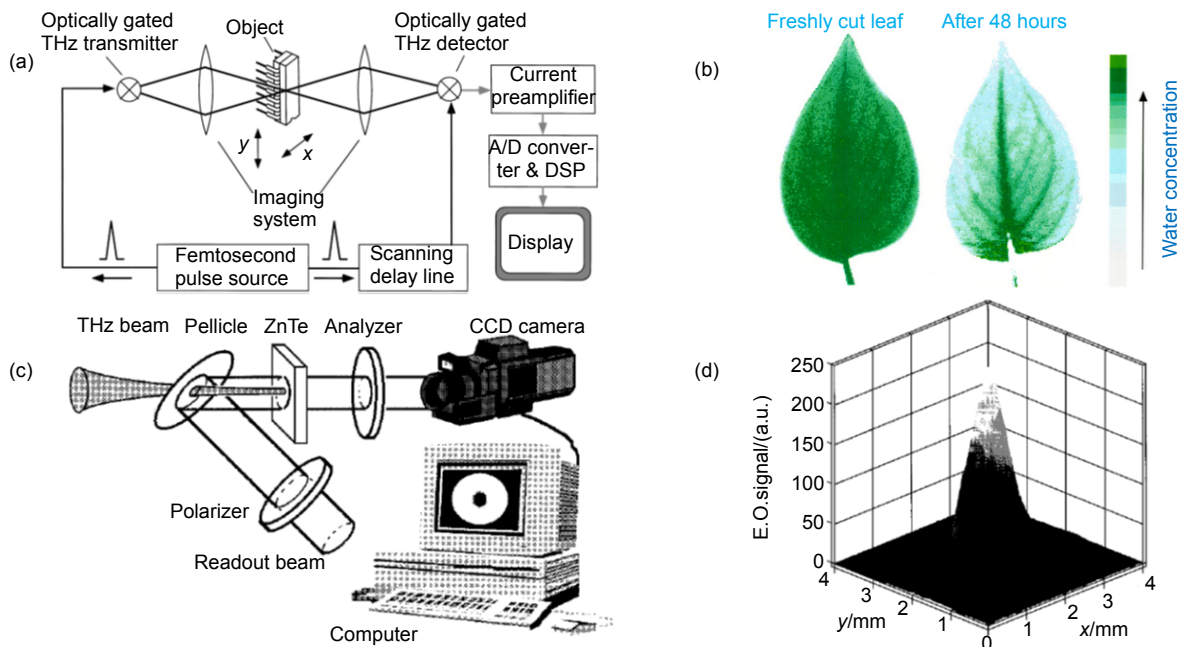 (a)
Optically gated
THz transmitter
Object
Optically gated
THz detector
Current
preamplifier
y
x
A/D conver-
ter & DSP
Imaging
system
Display
Femtosecond
pulse source
Scanning
delay line
(b)
Freshly cut leaf
After 48 hours
Water concentration
(c)
THz beam
Pellicle
ZnTe
Analyzer
CCD camera
Polarizer
Readout beam
Computer
(d)
E.O.signal/(a.u.)
250
200
150
100
50
0
4
3
2
1
0
1
2
3
4
y/mm
x/mm